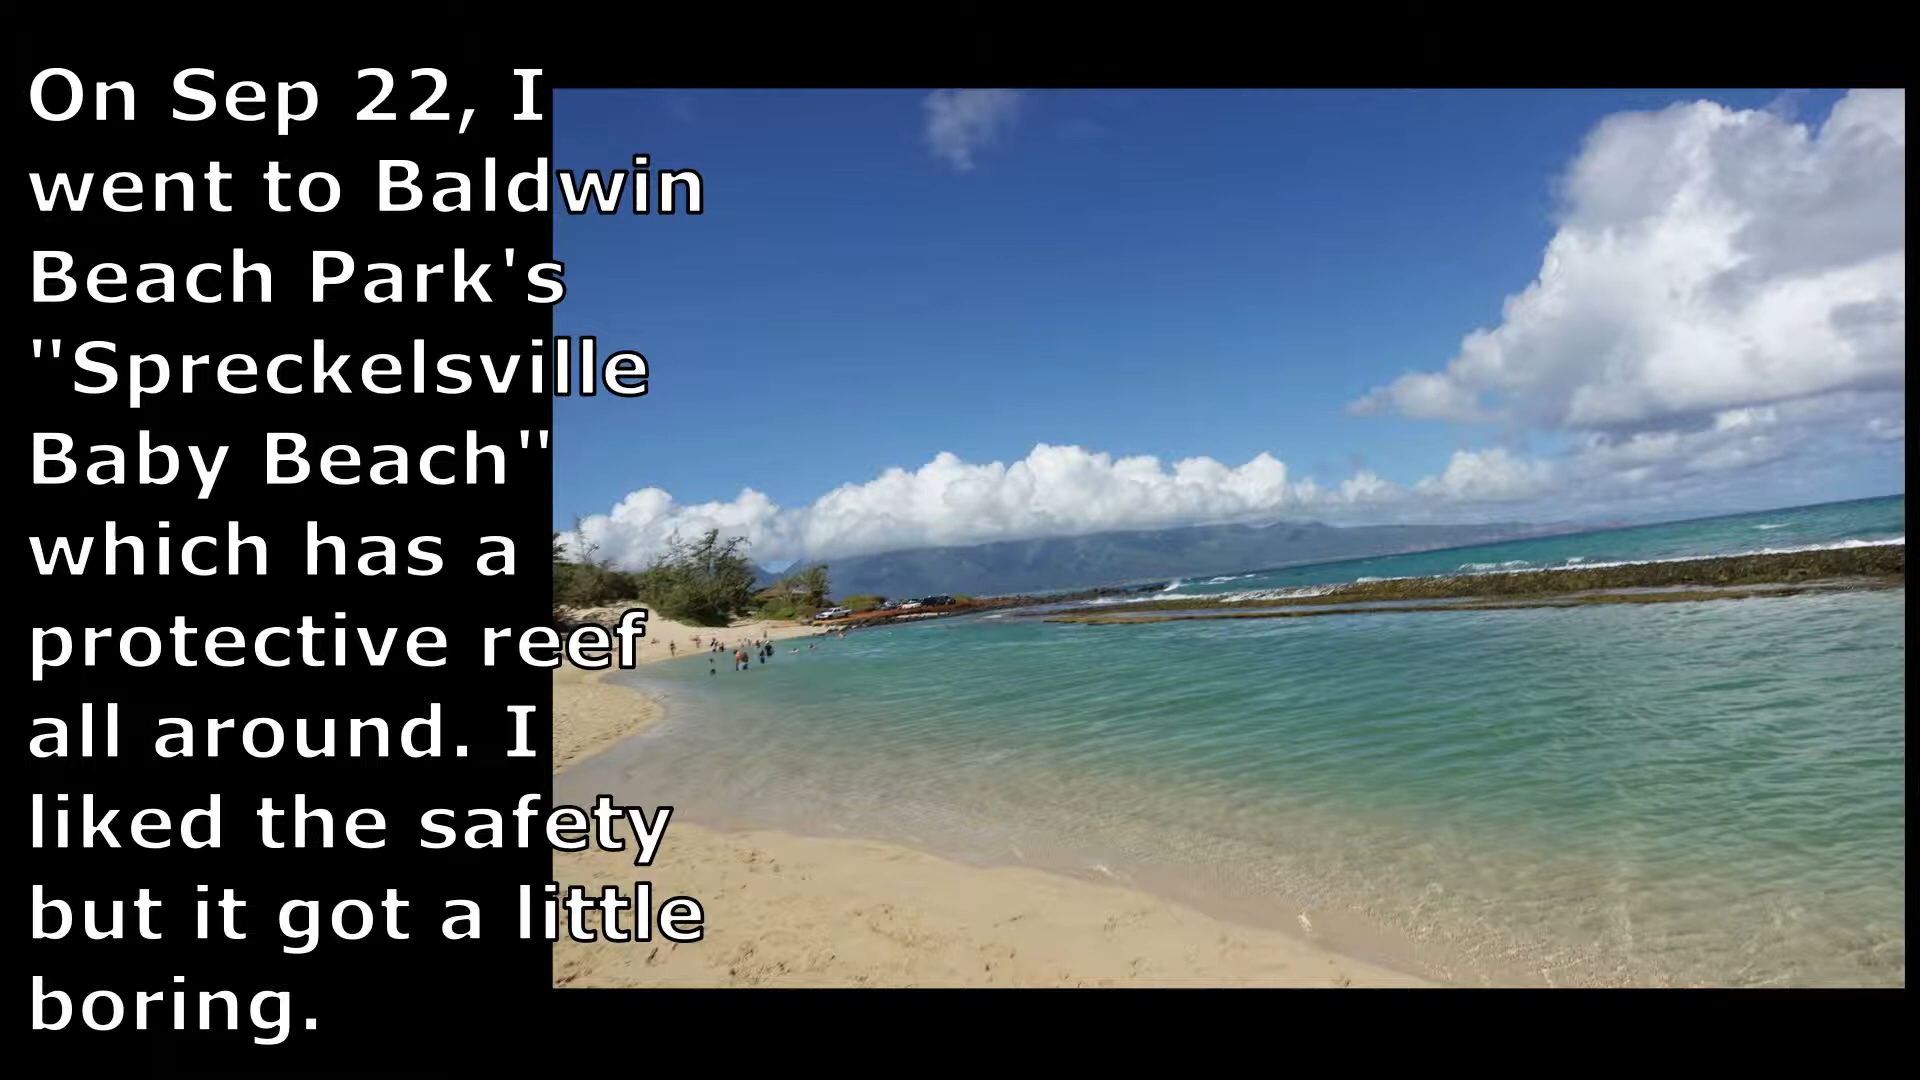 On Sep 22, I
went to Baldwin
Beach Park's
"Spreckelsville
Baby Beach"
which has a
protective reef
all around. I
liked the safety
but it got a little
boring.